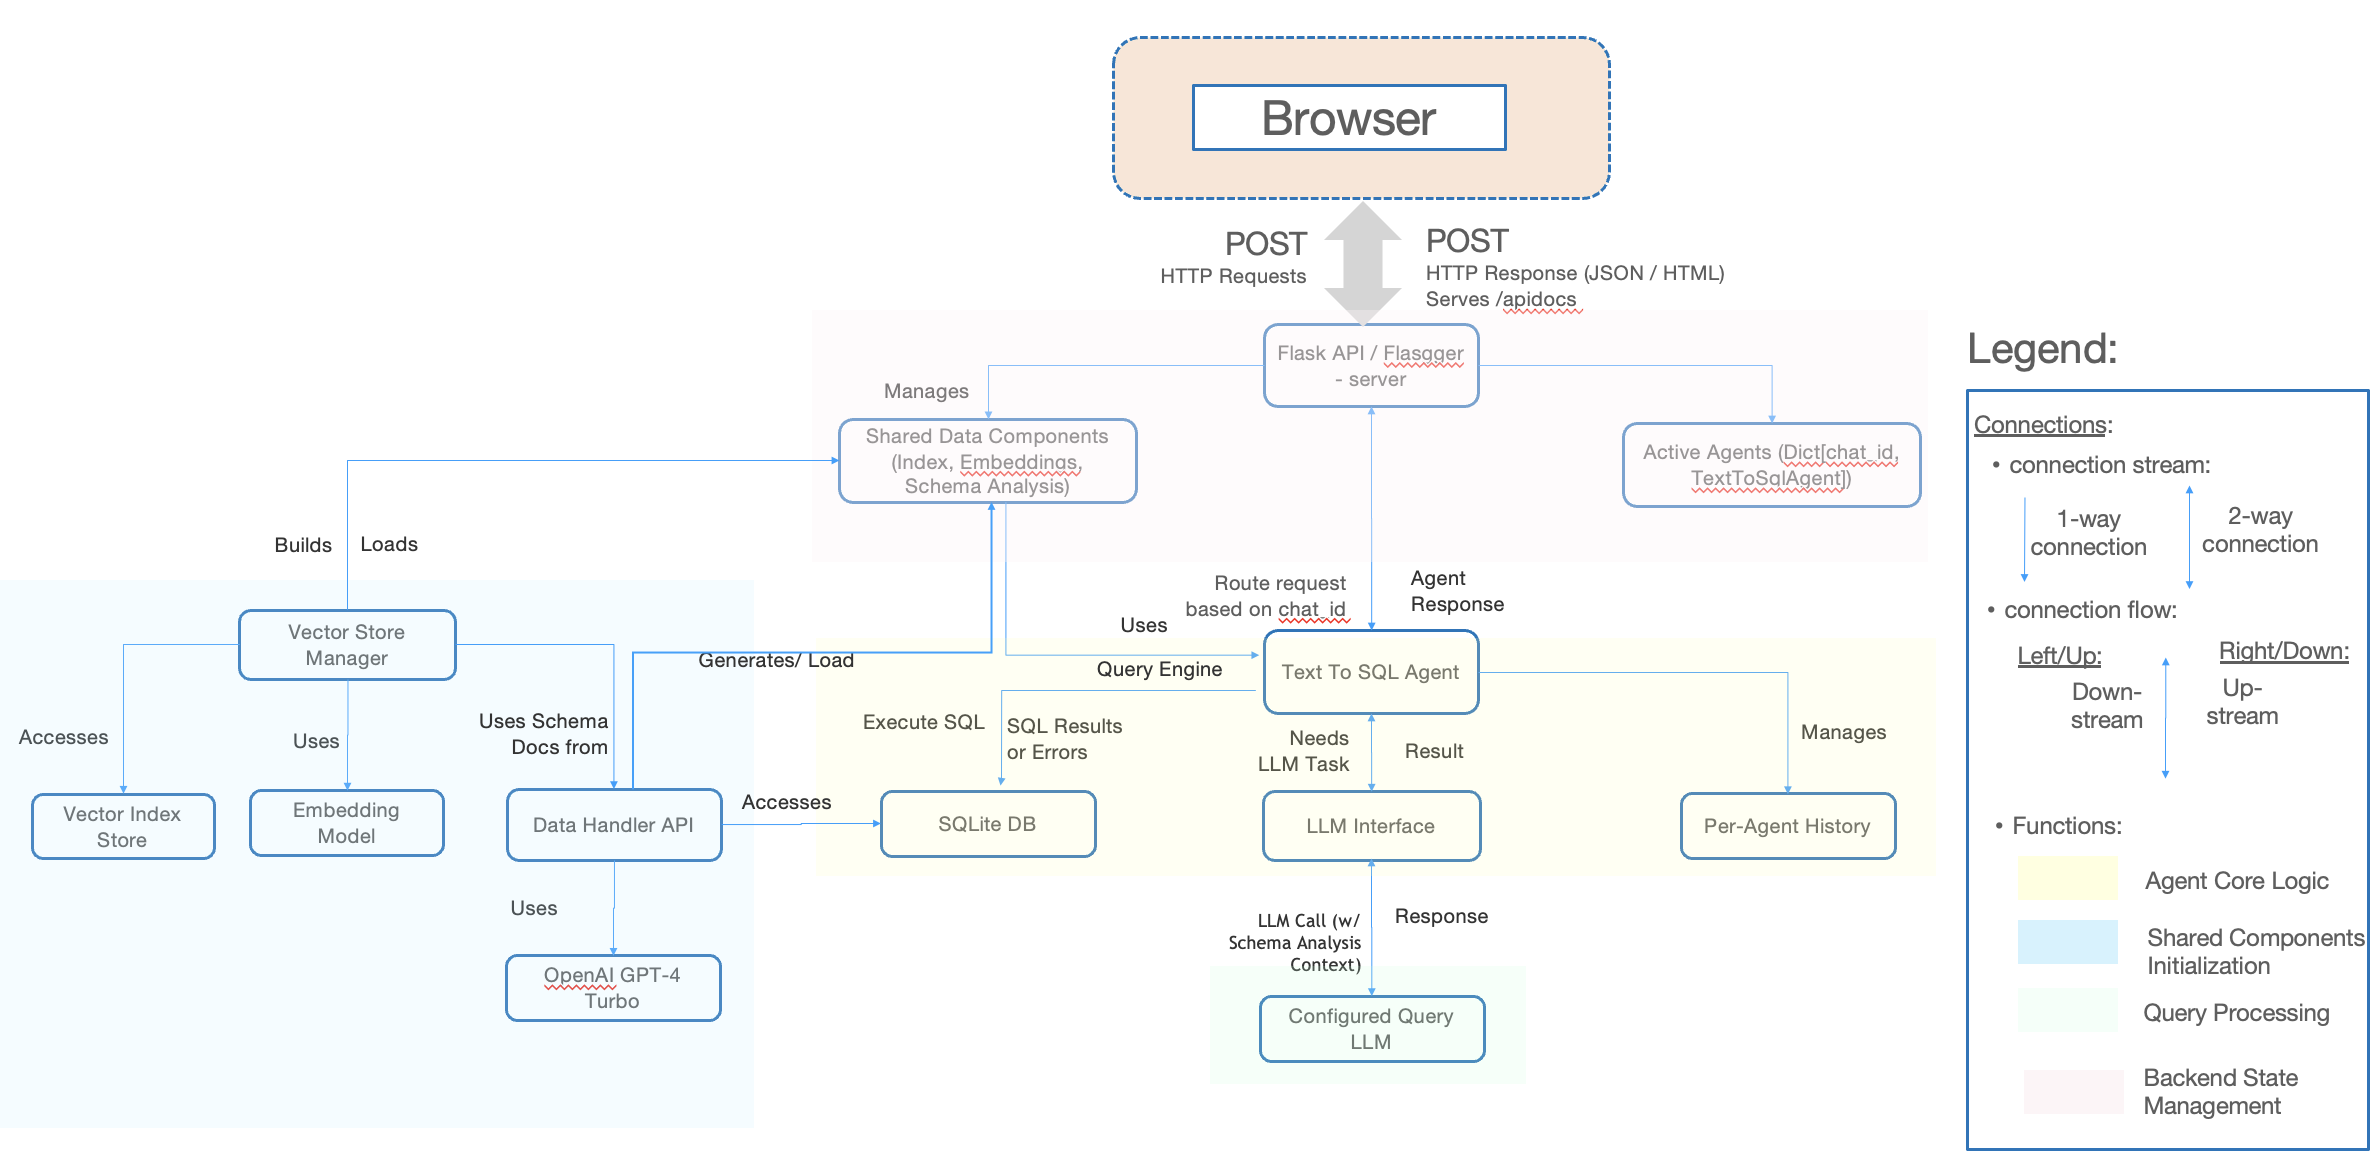 Browser
POST
HTTP Requests
POST
HTTP Response (JSON / HTML)
Serves /apidocs
Flask API / Flasgger
- server
Manages
Shared Data Components
(Index, Embeddings,
Schema Analysis)
Active Agents (Dict[chat_id,
TextToSqlAgent])
Builds
Loads
Route request
based on chat_id
Agent
Response
Uses
Query Engine
Vector Store
Manager
Generates/ Load
Text To SQL Agent
Accesses
Uses
Uses Schema
Docs from
Execute SQL
SQL Results
or Errors
Needs
LLM Task
Result
Manages
Vector Index
Store
Embedding
Model
Data Handler API
Accesses
SQLite DB
LLM Interface
Per-Agent History
Uses
OpenAI GPT-4
Turbo
LLM Call (w/
Schema Analysis
Context)
Response
Configured Query
LLM
Legend:
Connections:
• connection stream:
1-way
connection
2-way
connection
• connection flow:
Left/Up:
Down-
stream
Right/Down:
Up-
stream
• Functions:
Agent Core Logic
Shared Components
Initialization
Query Processing
Backend State
Management